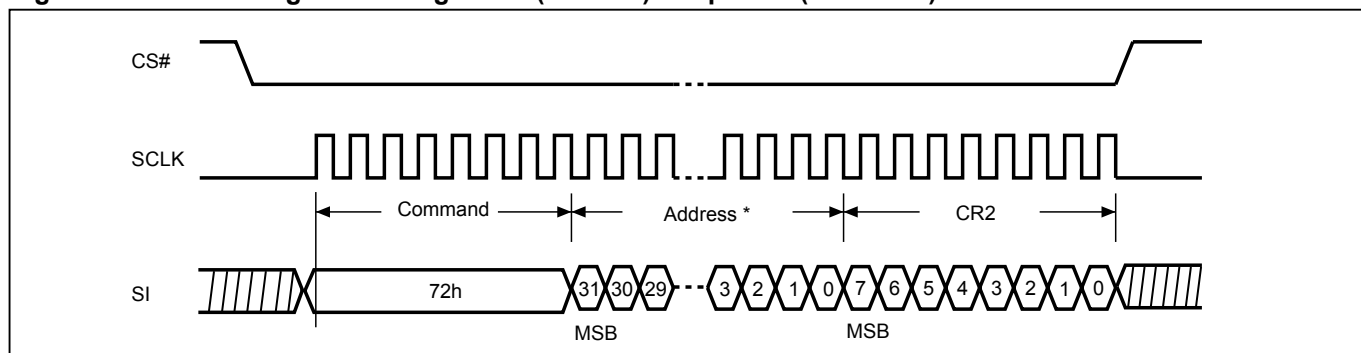 CS#
SCLK
Command Address * CR2
SI 72h 31 30 29 3 2 1 0 7 6 5 4 3 2 1 0
MSB MSB